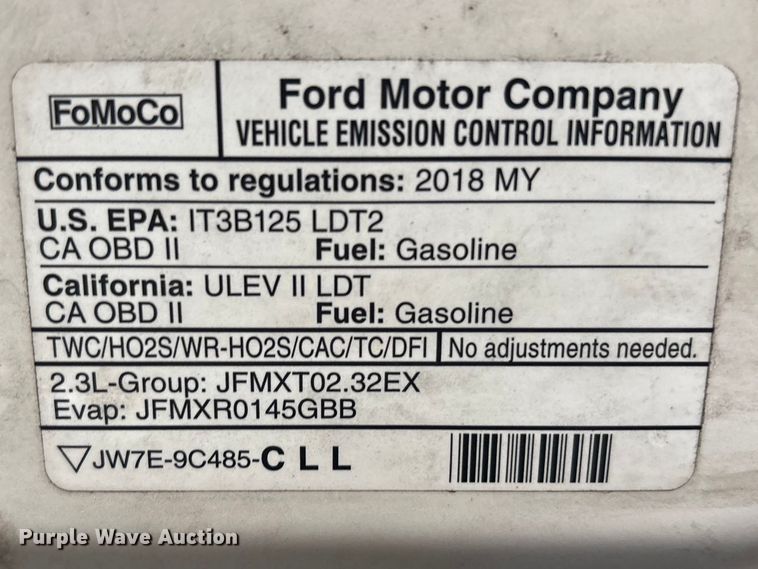 FoMoCo
Ford Motor Company
VEHICLE EMISSION CONTROL INFORMATION
Conforms to regulations: 2018 MY
U.S. EPA: IT3B125 LDT2
CA OBD II Fuel: Gasoline
California: ULEV II LDT
CA OBD II Fuel: Gasoline
TWC/HO2S/WR-HO2S/CAC/TC/DFI No adjustments needed.
2.3L-Group: JFMXT02.32EX
Evap: JFMXR0145GBB
▽JW7E-9C485-C L L
Purple Wave Auction